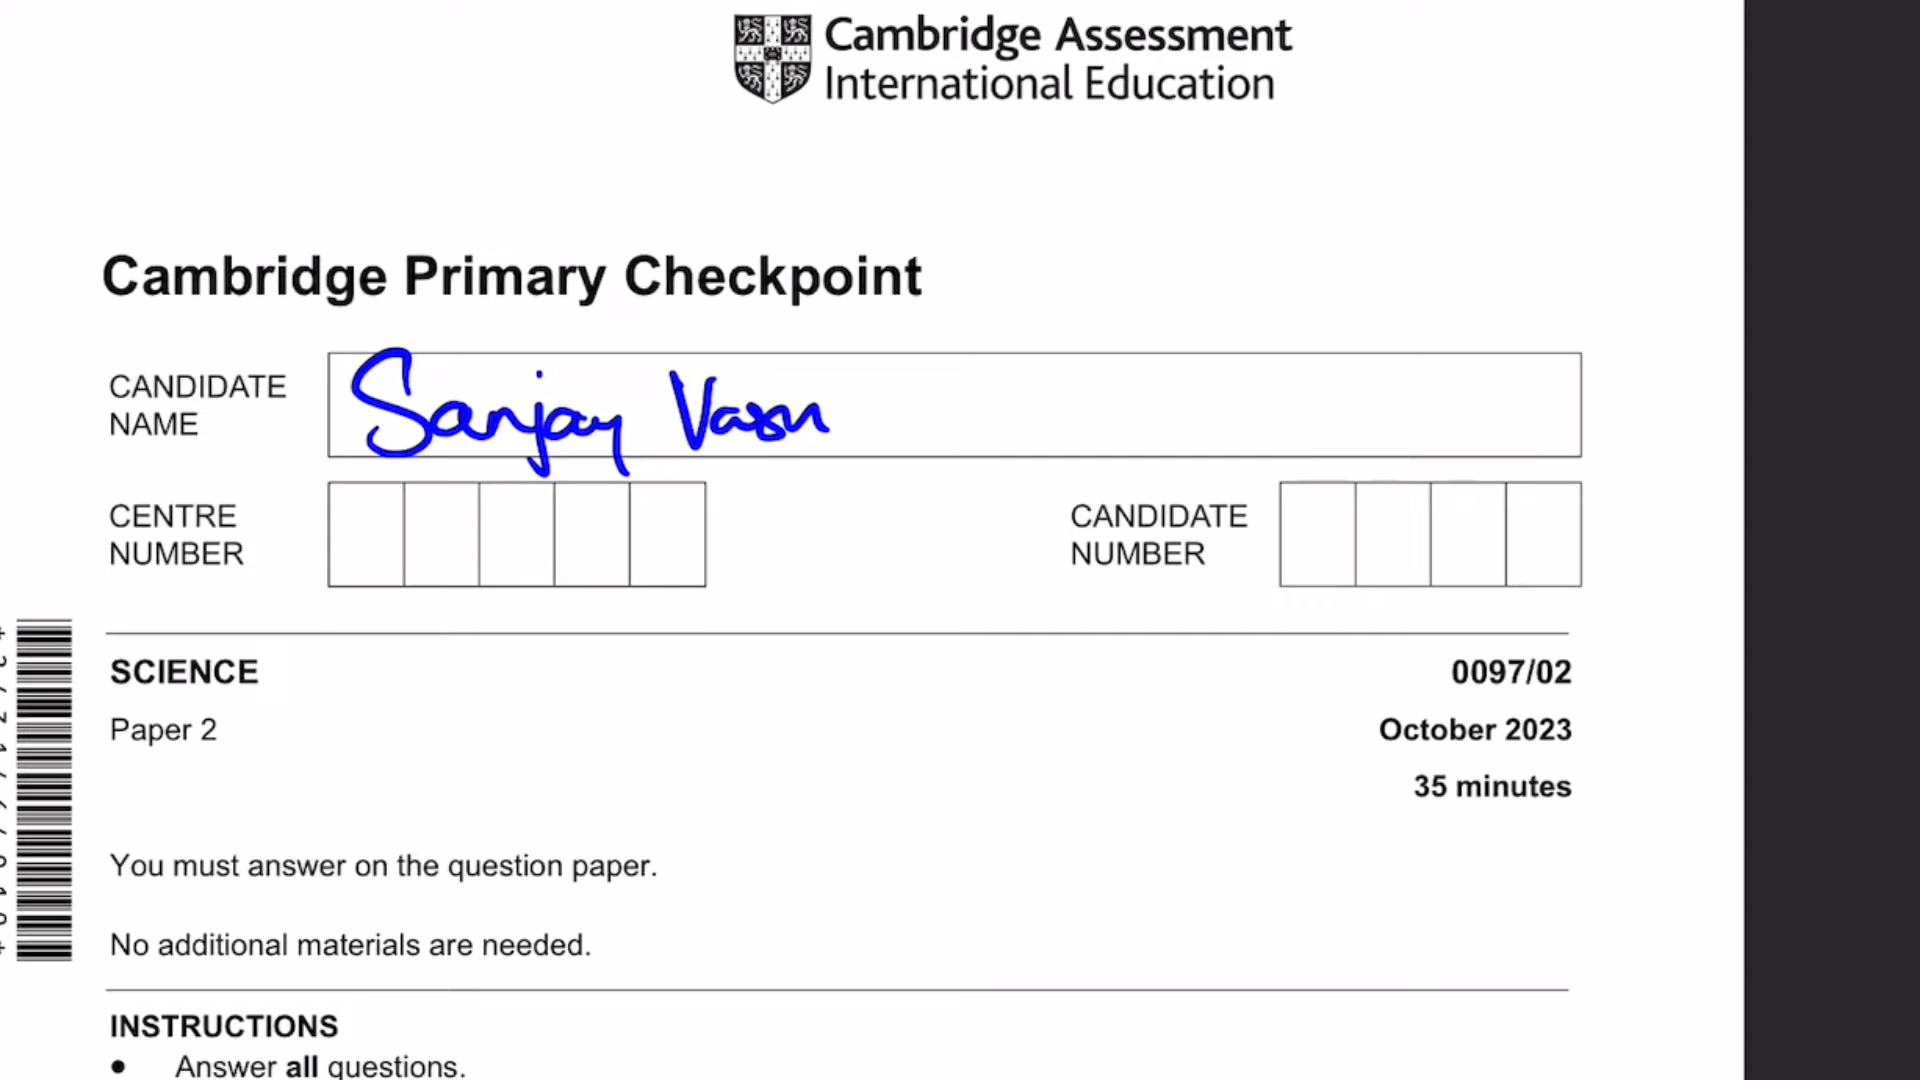 Cambridge Assessment
International Education
Cambridge Primary Checkpoint
CANDIDATE
NAME
Sanjay Vasu
CENTRE
NUMBER
CANDIDATE
NUMBER
SCIENCE
0097/02
Paper 2
October 2023
35 minutes
You must answer on the question paper.
No additional materials are needed.
INSTRUCTIONS
• Answer all questions.